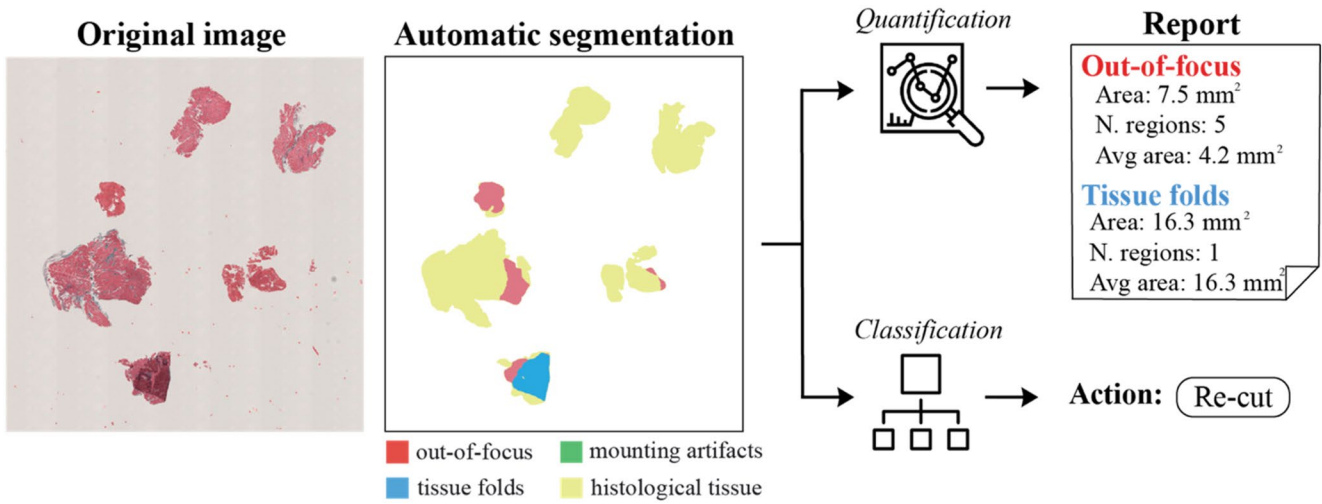 Original image
Automatic segmentation
out-of-focus
mounting artifacts
tissue folds
histological tissue
Quantification
Classification
Report
Out-of-focus
Area: 7.5 mm²
N. regions: 5
Avg area: 4.2 mm²
Tissue folds
Area: 16.3 mm²
N. regions: 1
Avg area: 16.3 mm²
Action: Re-cut